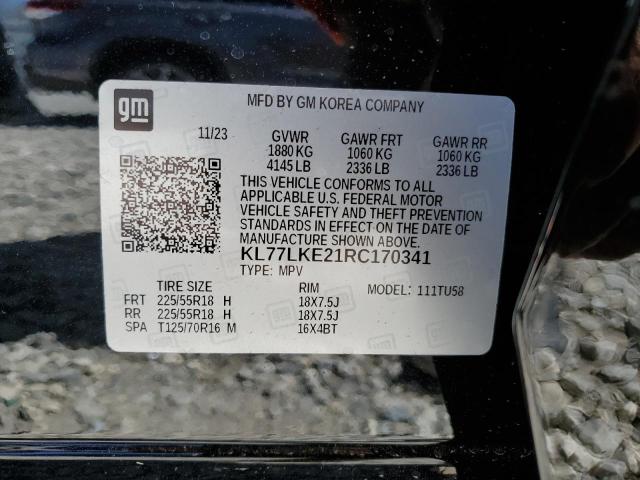 gm
MFD BY GM KOREA COMPANY
11/23 GVWR GAWR FRT GAWR RR
1880 KG 1060 KG 1060 KG
4145 LB 2336 LB 2336 LB
THIS VEHICLE CONFORMS TO ALL
APPLICABLE U.S. FEDERAL MOTOR
VEHICLE SAFETY AND THEFT PREVENTION
STANDARDS IN EFFECT ON THE DATE OF
MANUFACTURE SHOWN ABOVE.
KL77LKE21RC170341
TYPE: MPV
TIRE SIZE RIM MODEL: 111TU58
FRT 225/55R18 H 18X7.5J
RR 225/55R18 H 18X7.5J
SPA T125/70R16 M 16X4BT